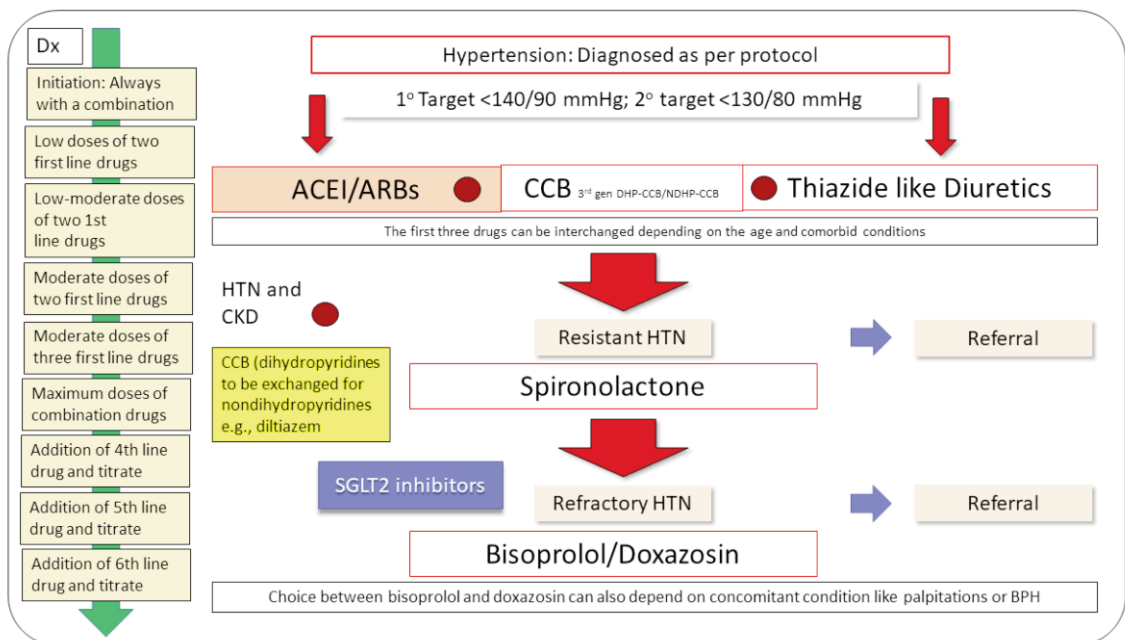 Dx
Initiation: Always
with a combination
Low doses of two
first line drugs
Low-moderate doses
of two 1st
line drugs
Moderate doses of
two first line drugs
Moderate doses of
three first line drugs
Maximum doses of
combination drugs
Addition of 4th line
drug and titrate
Addition of 5th line
drug and titrate
Addition of 6th line
drug and titrate
Hypertension: Diagnosed as per protocol
1º Target <140/90 mmHg; 2º target <130/80 mmHg
ACEI/ARBs
CCB 3rd gen DHP-CCB/NDHP-CCB
Thiazide like Diuretics
The first three drugs can be interchanged depending on the age and comorbid conditions
HTN and
CKD
CCB (dihydropyridines
to be exchanged for
nondihydropyridines
e.g., diltiazem
Resistant HTN
Referral
Spironolactone
SGLT2 inhibitors
Refractory HTN
Referral
Bisoprolol/Doxazosin
Choice between bisoprolol and doxazosin can also depend on concomitant condition like palpitations or BPH